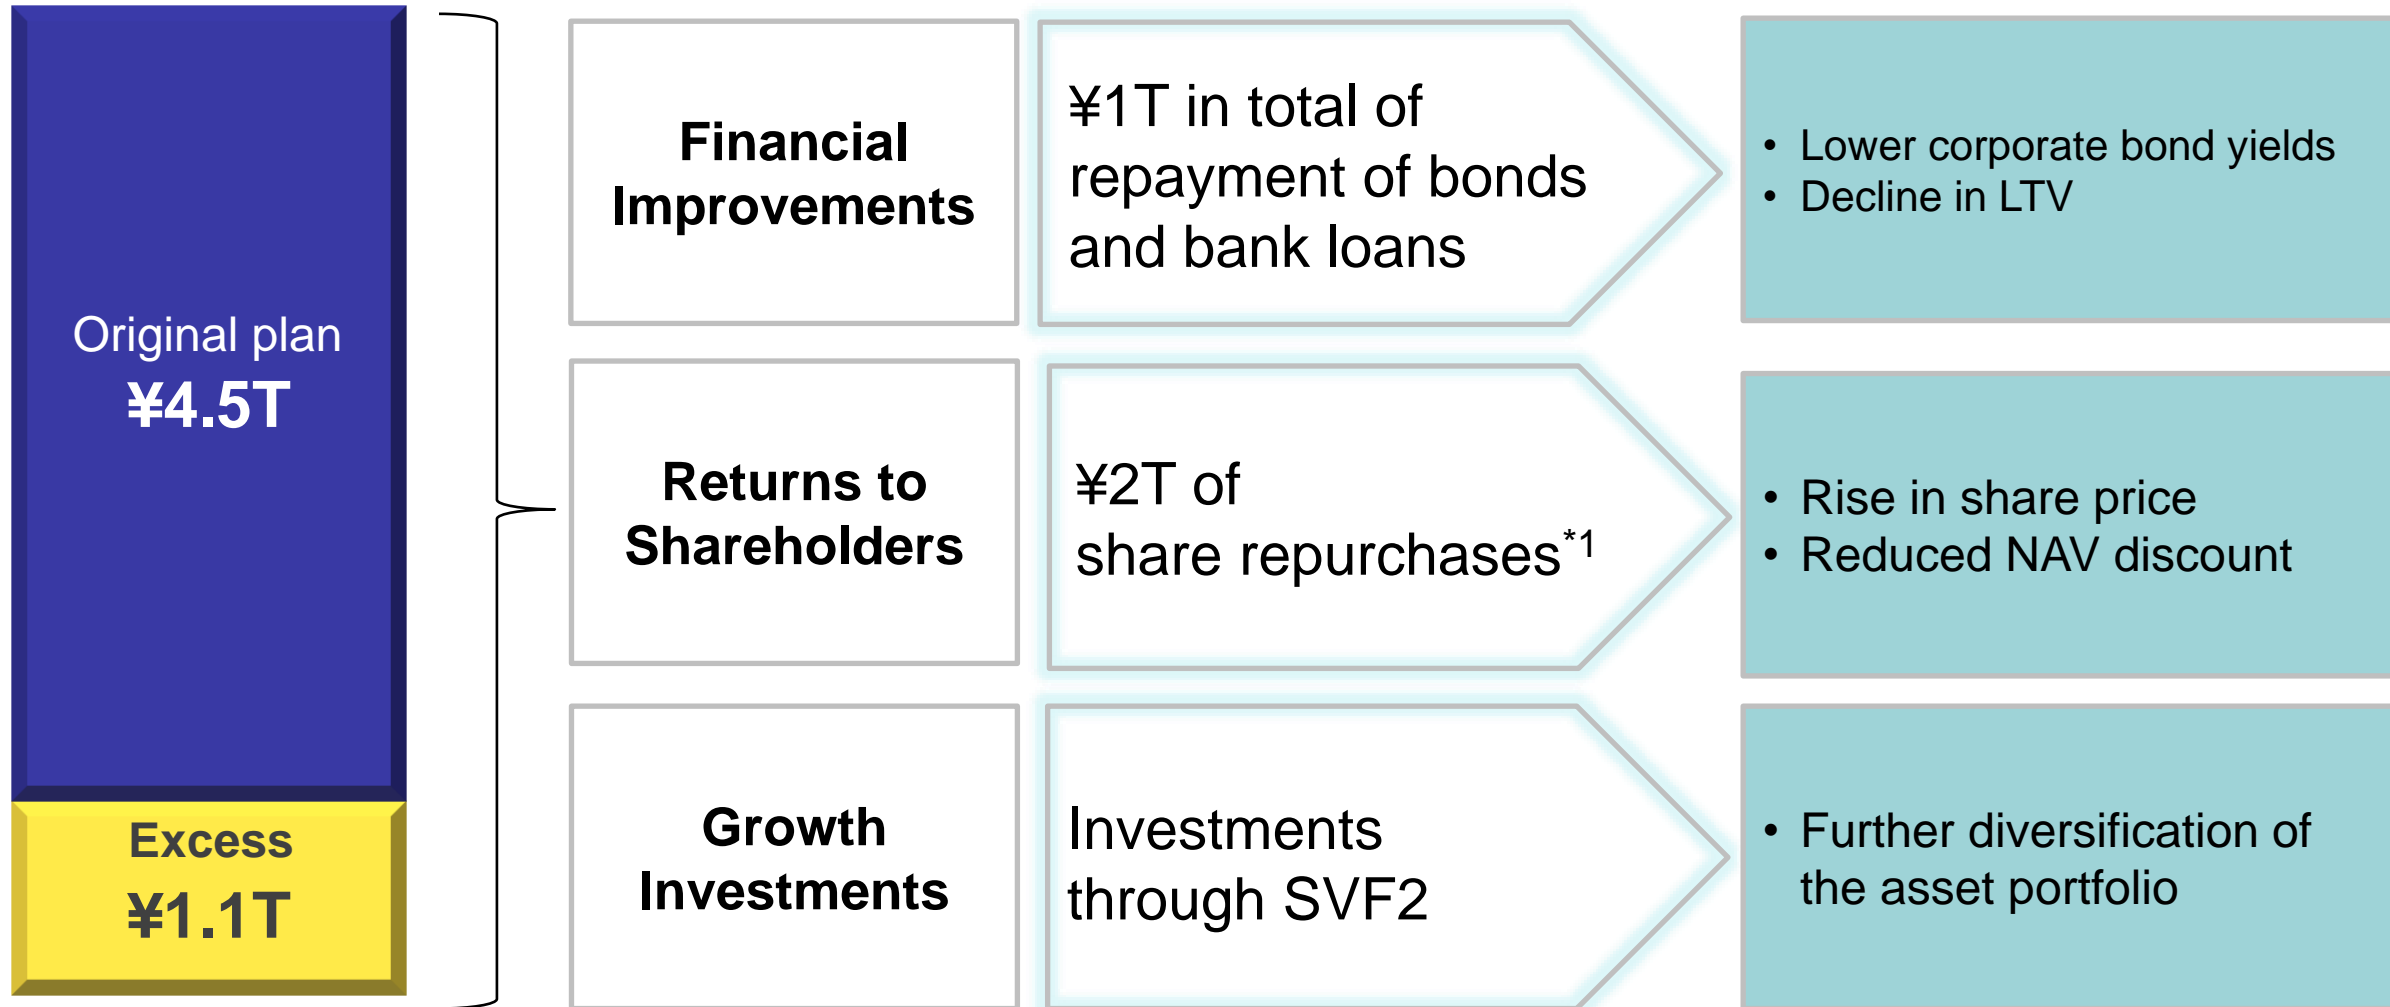 Original plan
¥4.5T
Excess
¥1.1T
Financial
Improvements
¥1T in total of
repayment of bonds
and bank loans
• Lower corporate bond yields
• Decline in LTV
Returns to
Shareholders
¥2T of
share repurchases*1
• Rise in share price
• Reduced NAV discount
Growth
Investments
Investments
through SVF2
• Further diversification of
the asset portfolio